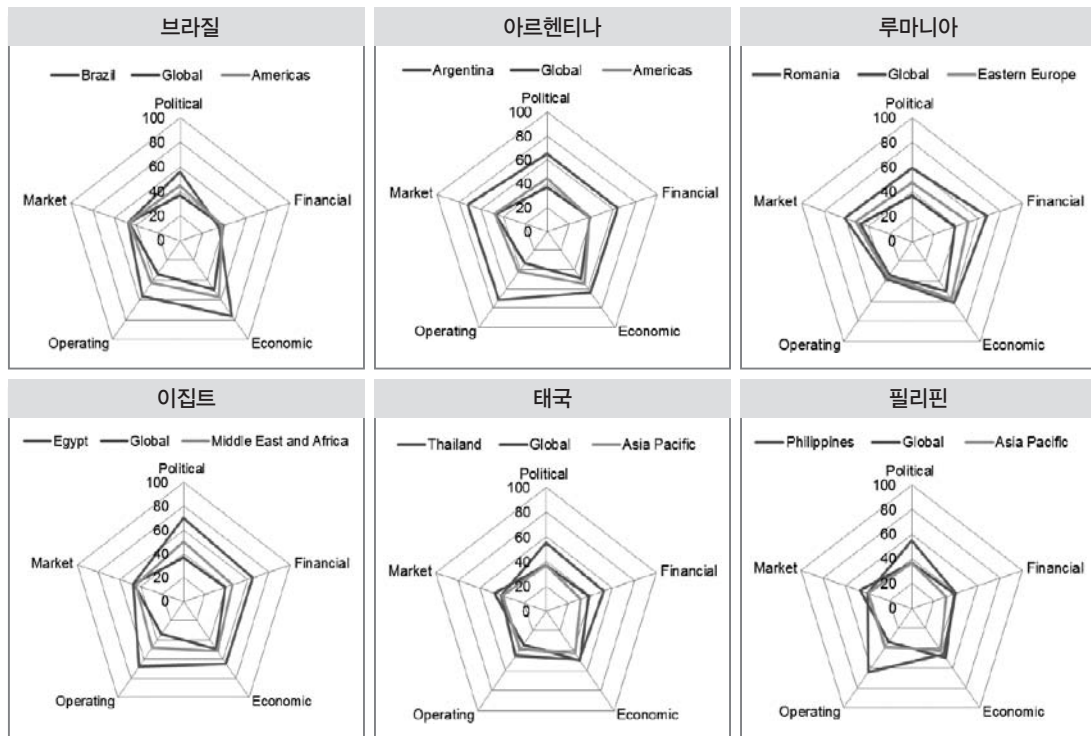 브라질
Brazil Global Americas
Political
100
80
60
40
20
0
Market
Financial
Operating
Economic
아르헨티나
Argentina Global Americas
Political
100
80
60
40
20
0
Market
Financial
Operating
Economic
루마니아
Romania Global Eastern Europe
Political
100
80
60
40
20
0
Market
Financial
Operating
Economic
이집트
Egypt Global Middle East and Africa
Political
100
80
60
40
20
0
Market
Financial
Operating
Economic
태국
Thailand Global Asia Pacific
Political
100
80
60
40
20
0
Market
Financial
Operating
Economic
필리핀
Philippines Global Asia Pacific
Political
100
80
60
40
20
0
Market
Financial
Operating
Economic